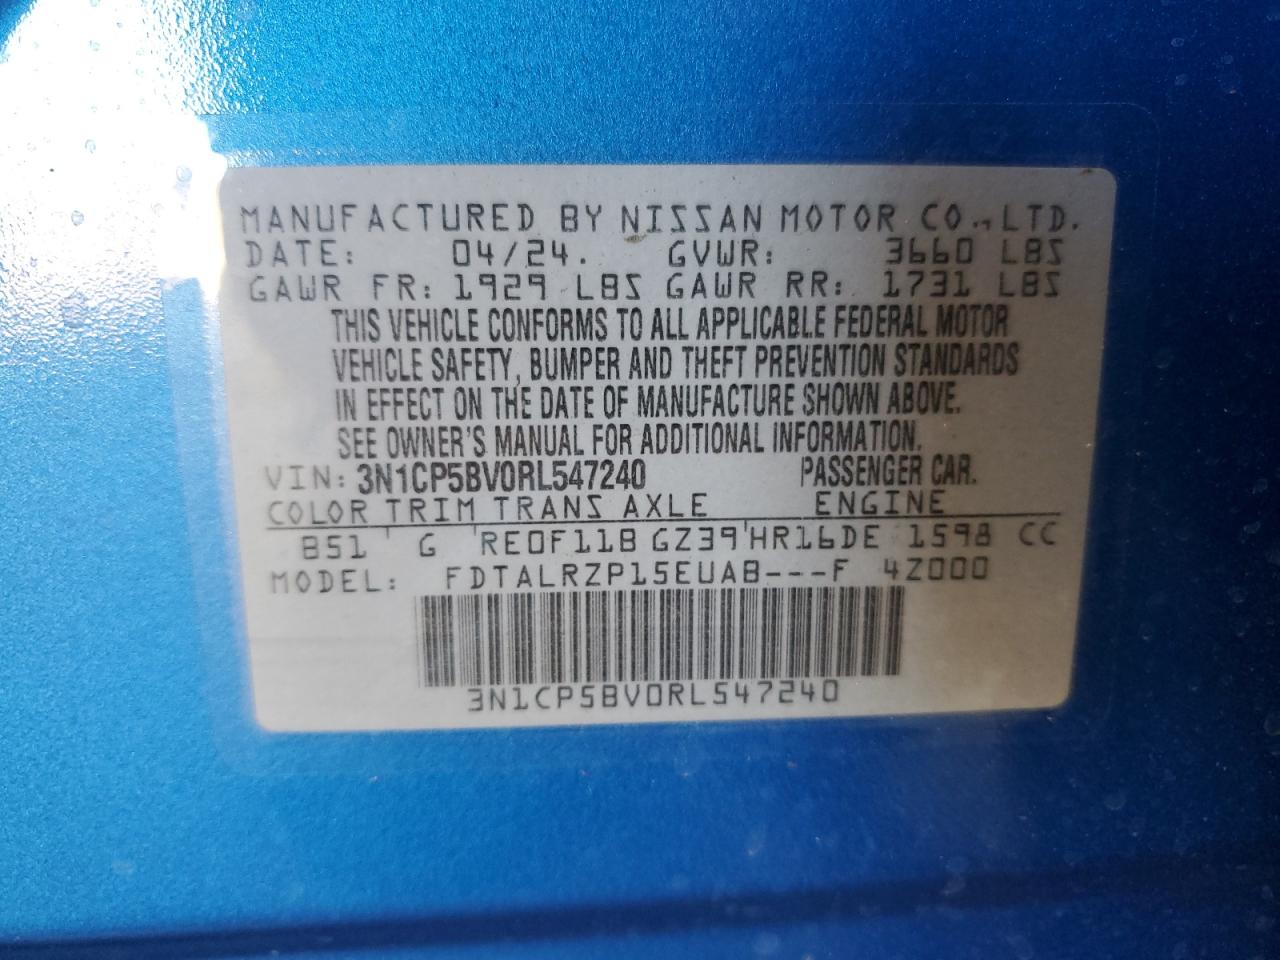 MANUFACTURED BY NISSAN MOTOR CO., LTD.
DATE: 04/24. GVWR: 3660 LBS
GAWR FR: 1929 LBS GAWR RR: 1731 LBS
THIS VEHICLE CONFORMS TO ALL APPLICABLE FEDERAL MOTOR
VEHICLE SAFETY, BUMPER AND THEFT PREVENTION STANDARDS
IN EFFECT ON THE DATE OF MANUFACTURE SHOWN ABOVE.
SEE OWNER'S MANUAL FOR ADDITIONAL INFORMATION.
VIN: 3N1CP5BV0RL547240 PASSENGER CAR.
COLOR TRIM TRANS AXLE ENGINE
B51 G RE0F11B GZ39 HR16DE 1598 CC
MODEL: FDTALRZP15EUAB---F 4Z000
3N1CP5BV0RL547240